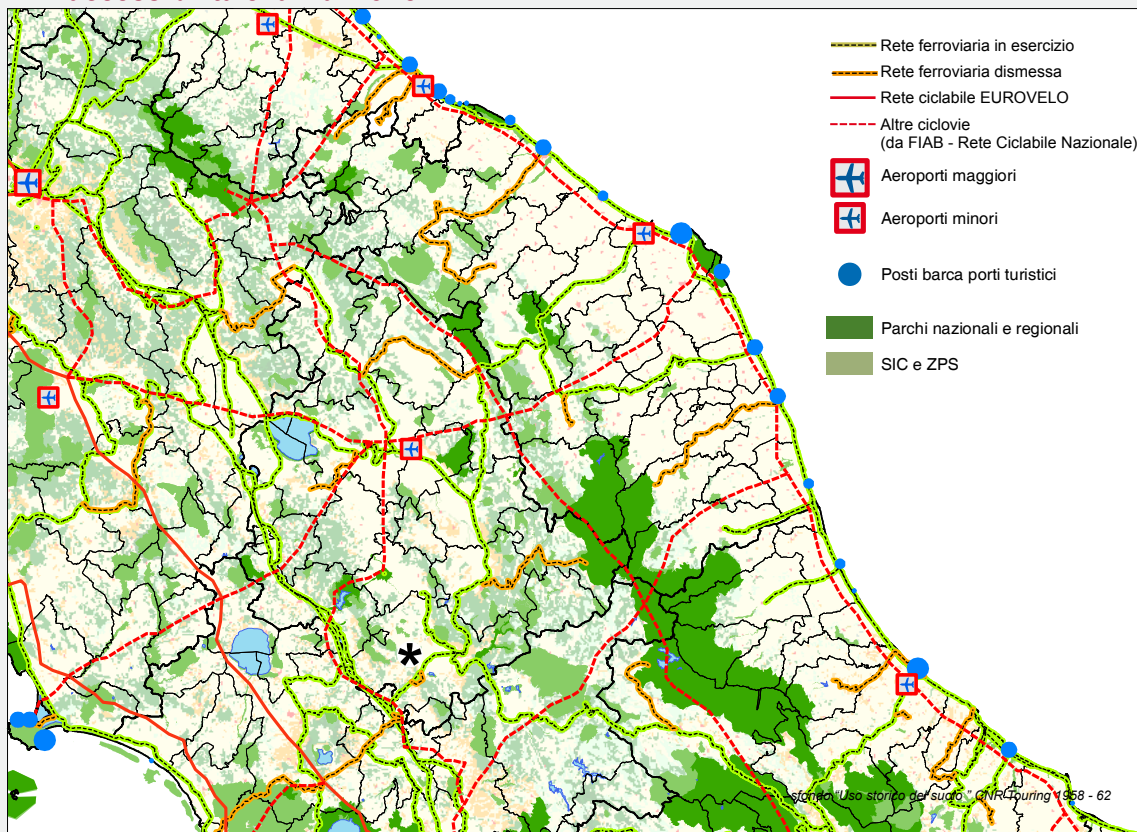 Rete ferroviaria in esercizio
Rete ferroviaria dismessa
Rete ciclabile EUROVELO
Altre ciclovie
(da FIAB - Rete Ciclabile Nazionale)
Aeroporti maggiori
Aeroporti minori
Posti barca porti turistici
Parchi nazionali e regionali
SIC e ZPS
*
sfondo "Uso storico del suolo" CNR Touring 1958 - 62